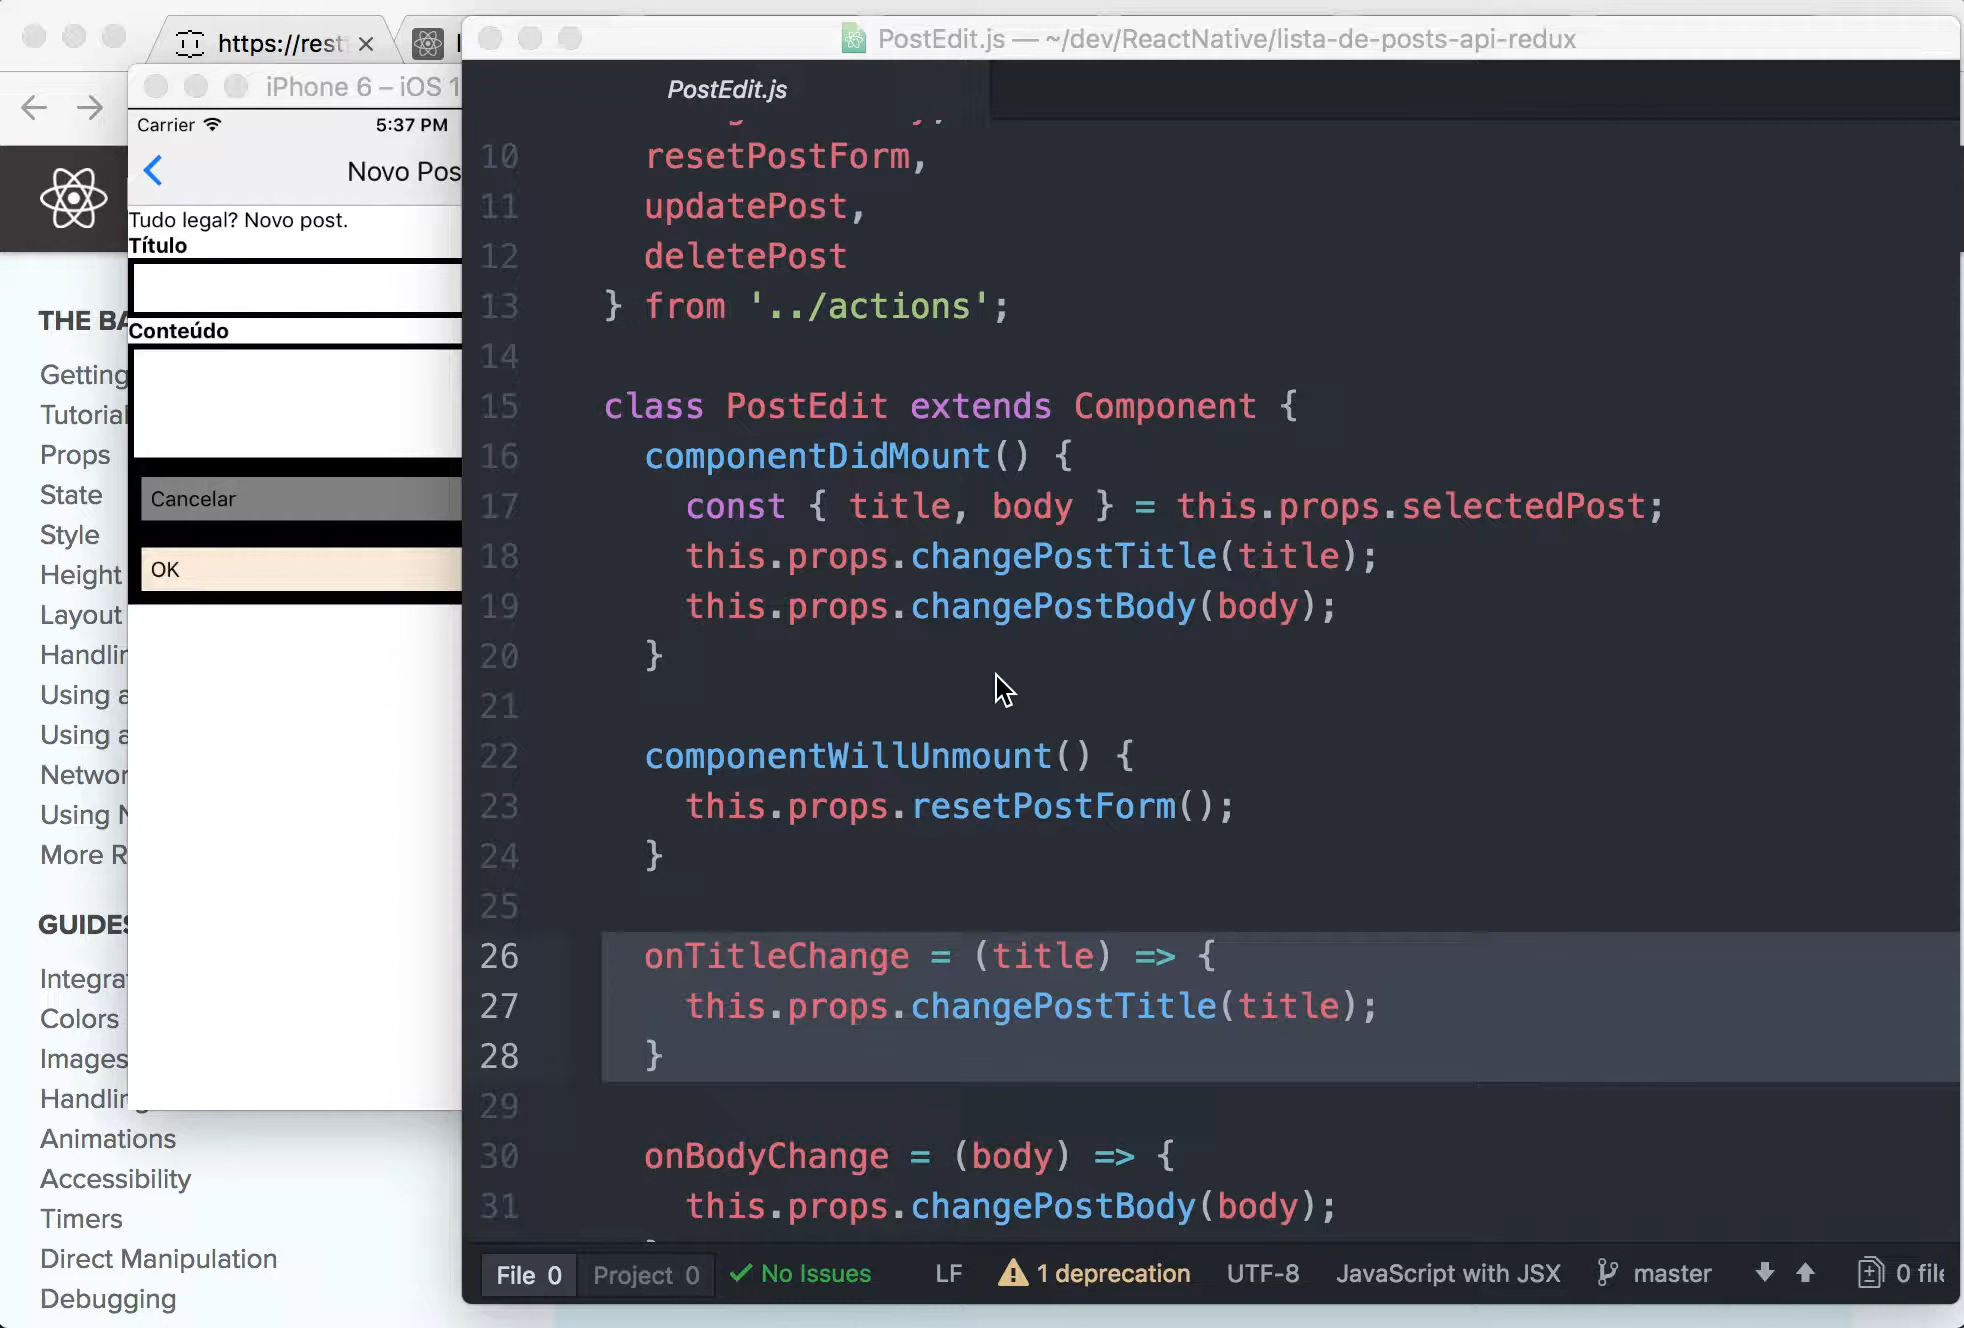 https://rest
PostEdit.js — ~/dev/ReactNative/lista-de-posts-api-redux
iPhone 6 – iOS 1
PostEdit.js
Carrier
5:37 PM
Novo Pos
Tudo legal? Novo post.
Título
Conteúdo
Cancelar
OK
THE BA
Getting
Tutorial
Props
State
Style
Height
Layout
Handlin
Using a
Using a
Networ
Using N
More R
GUIDES
Integra
Colors
Images
Handling
Animations
Accessibility
Timers
Direct Manipulation
Debugging
10 resetPostForm,
11 updatePost,
12 deletePost
13 } from '../actions';
14
15 class PostEdit extends Component {
16 componentDidMount() {
17 const { title, body } = this.props.selectedPost;
18 this.props.changePostTitle(title);
19 this.props.changePostBody(body);
20 }
21
22 componentWillUnmount() {
23 this.props.resetPostForm();
24 }
25
26 onTitleChange = (title) => {
27 this.props.changePostTitle(title);
28 }
29
30 onBodyChange = (body) => {
31 this.props.changePostBody(body);
File 0 Project 0 No Issues LF 1 deprecation UTF-8 JavaScript with JSX master 0 file